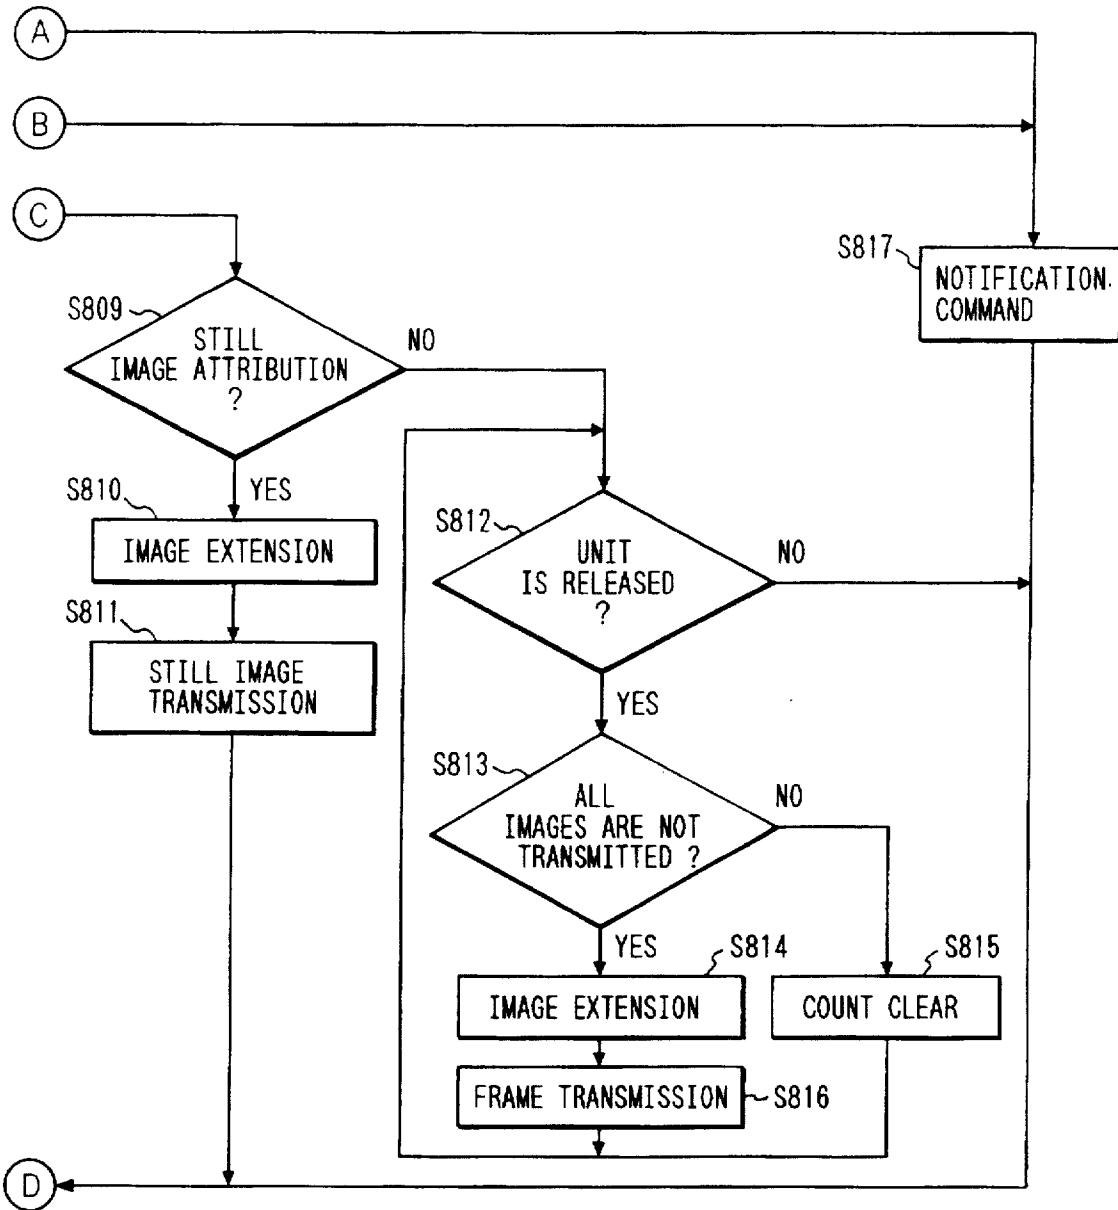 A
B
C
S817
NOTIFICATION.
COMMAND
S809
STILL
IMAGE ATTRIBUTION
?
NO
YES
S810
IMAGE EXTENSION
S811
STILL IMAGE
TRANSMISSION
S812
UNIT
IS RELEASED
?
NO
YES
S813
ALL
IMAGES ARE NOT
TRANSMITTED ?
NO
YES
S814
IMAGE EXTENSION
S815
COUNT CLEAR
FRAME TRANSMISSION
S816
D